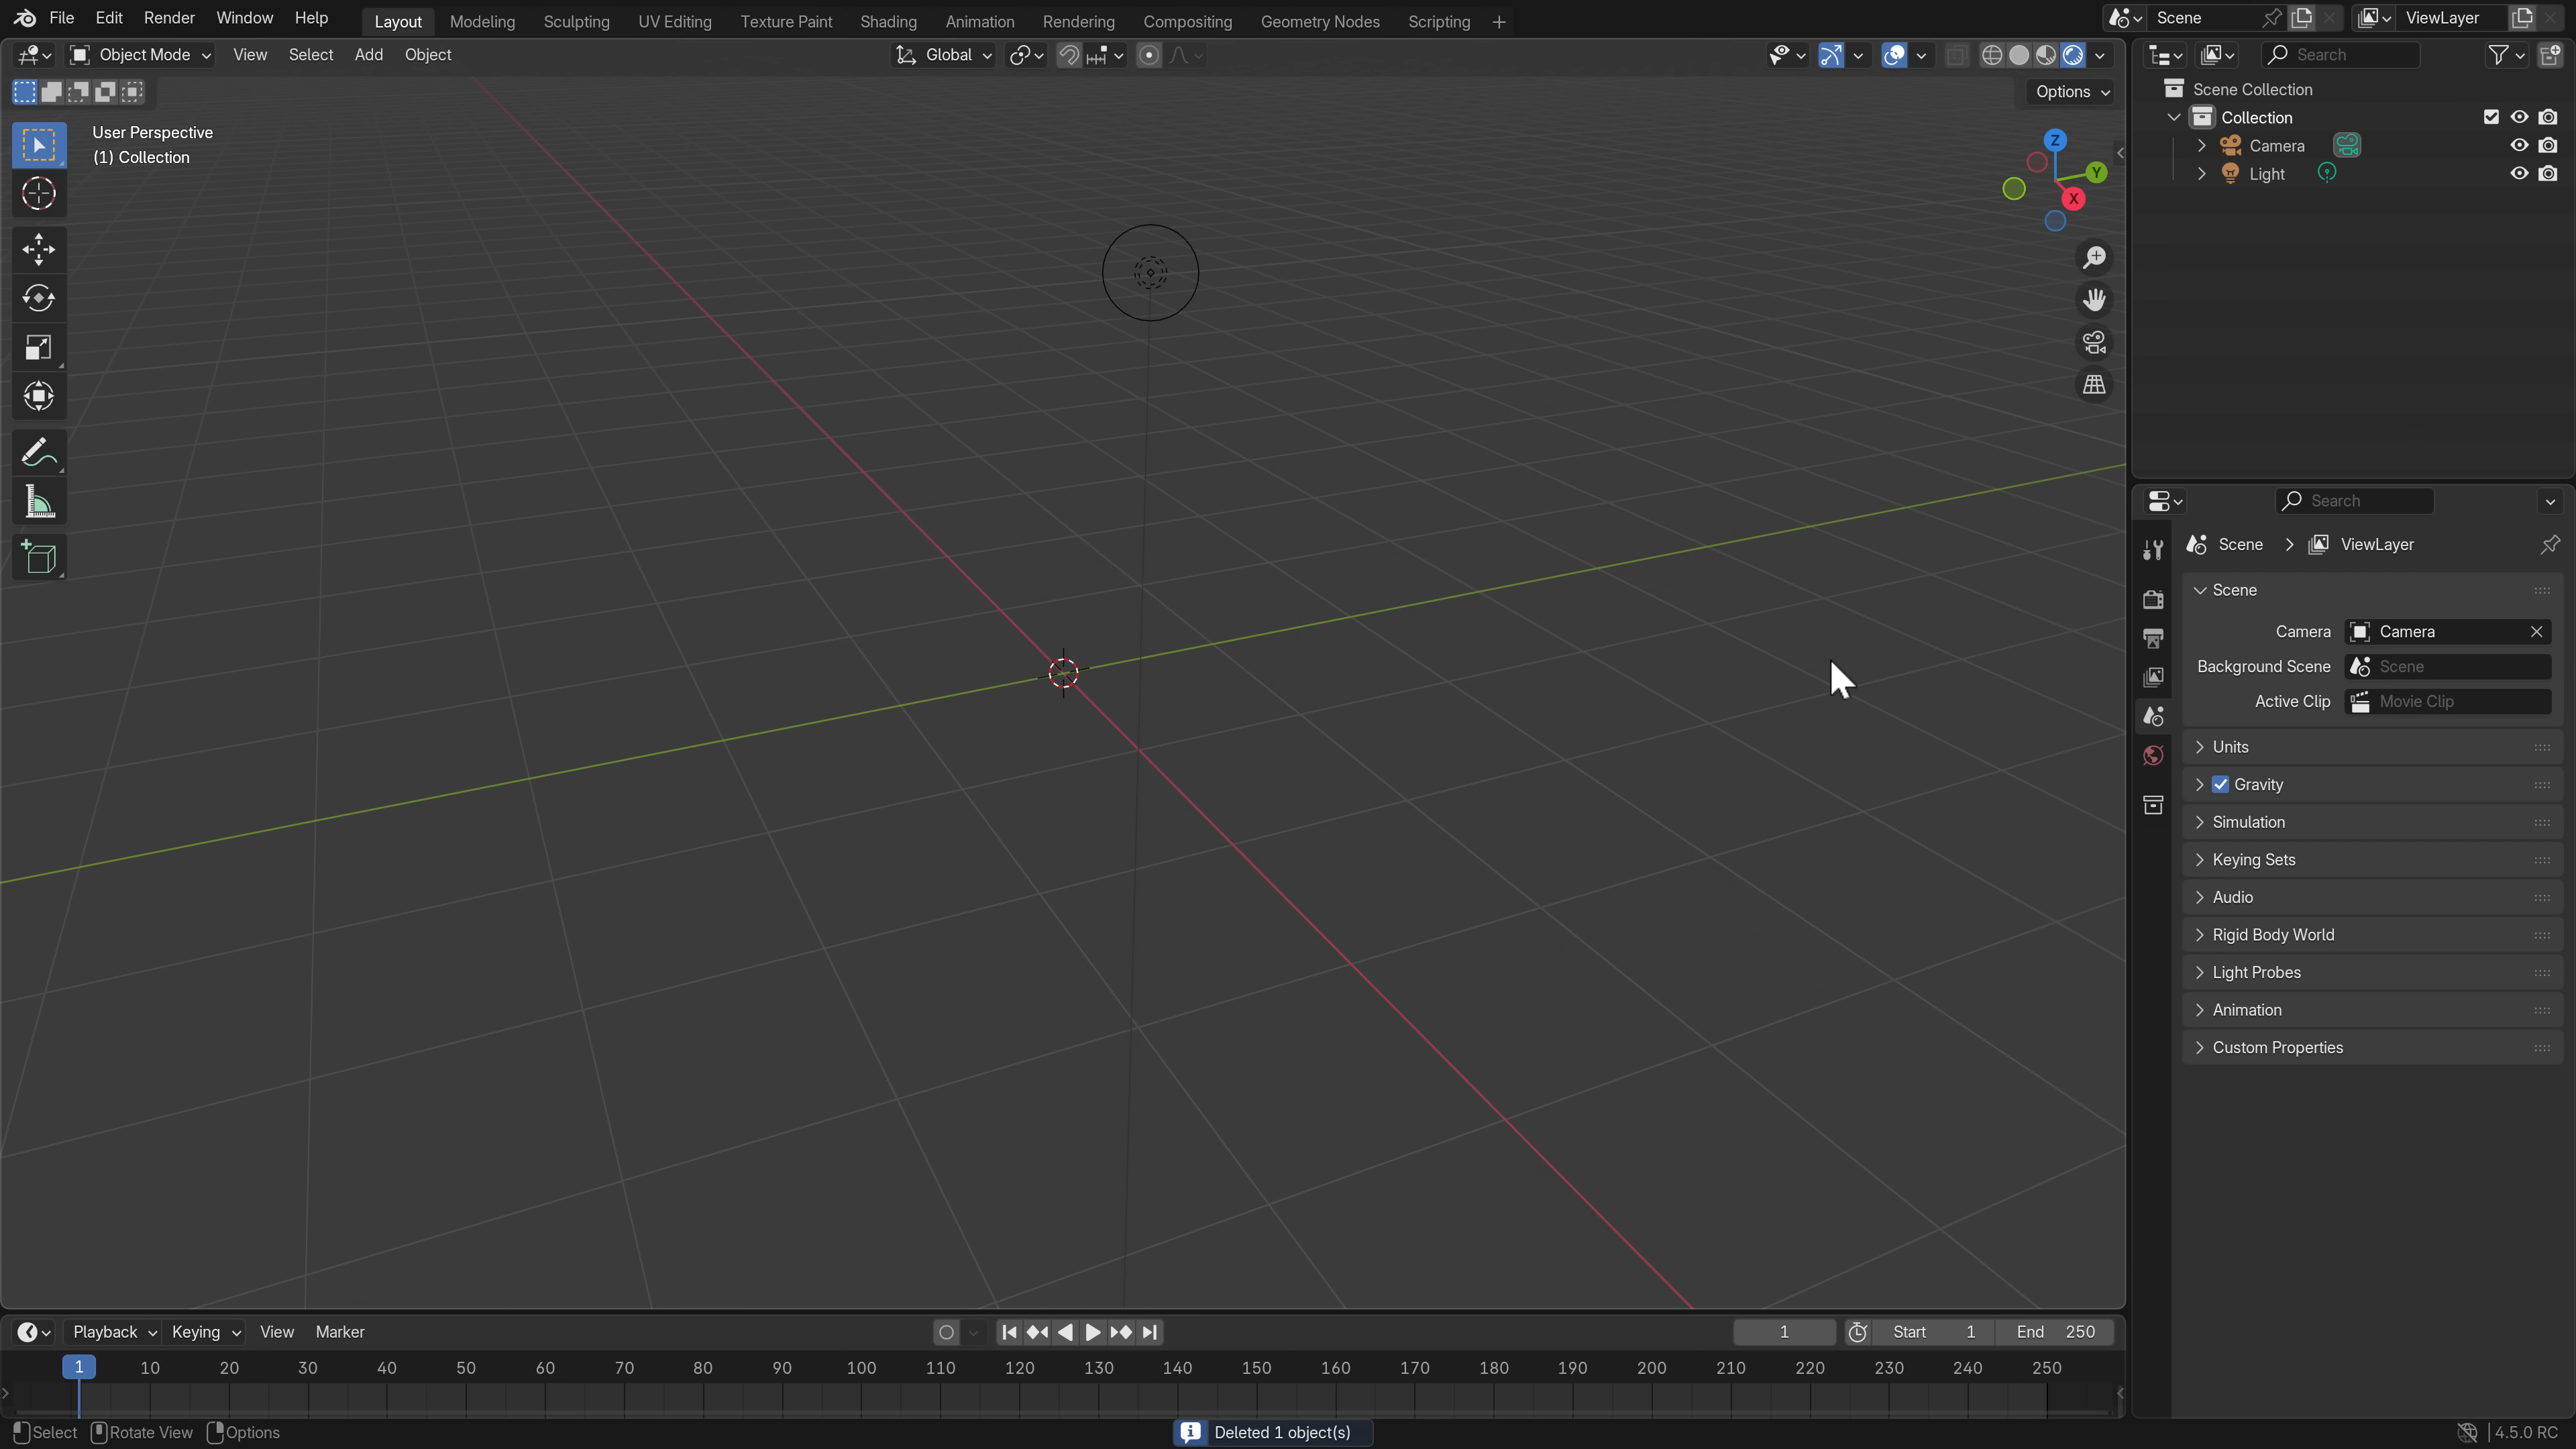 File Edit Render Window Help Layout Modeling Sculpting UV Editing Texture Paint Shading Animation Rendering Compositing Geometry Nodes Scripting Scene ViewLayer
Object Mode View Select Add Object Global Search
Options
User Perspective
(1) Collection
Z
Y
X
Scene Collection
Collection
Camera
Light
Search
Scene ViewLayer
Scene
Camera Camera
Background Scene Scene
Active Clip Movie Clip
Units
Gravity
Simulation
Keying Sets
Audio
Rigid Body World
Light Probes
Animation
Custom Properties
Playback Keying View Marker 1 Start 1 End 250
1 10 20 30 40 50 60 70 80 90 100 110 120 130 140 150 160 170 180 190 200 210 220 230 240 250
Select Rotate View Options Deleted 1 object(s) 4.5.0 RC